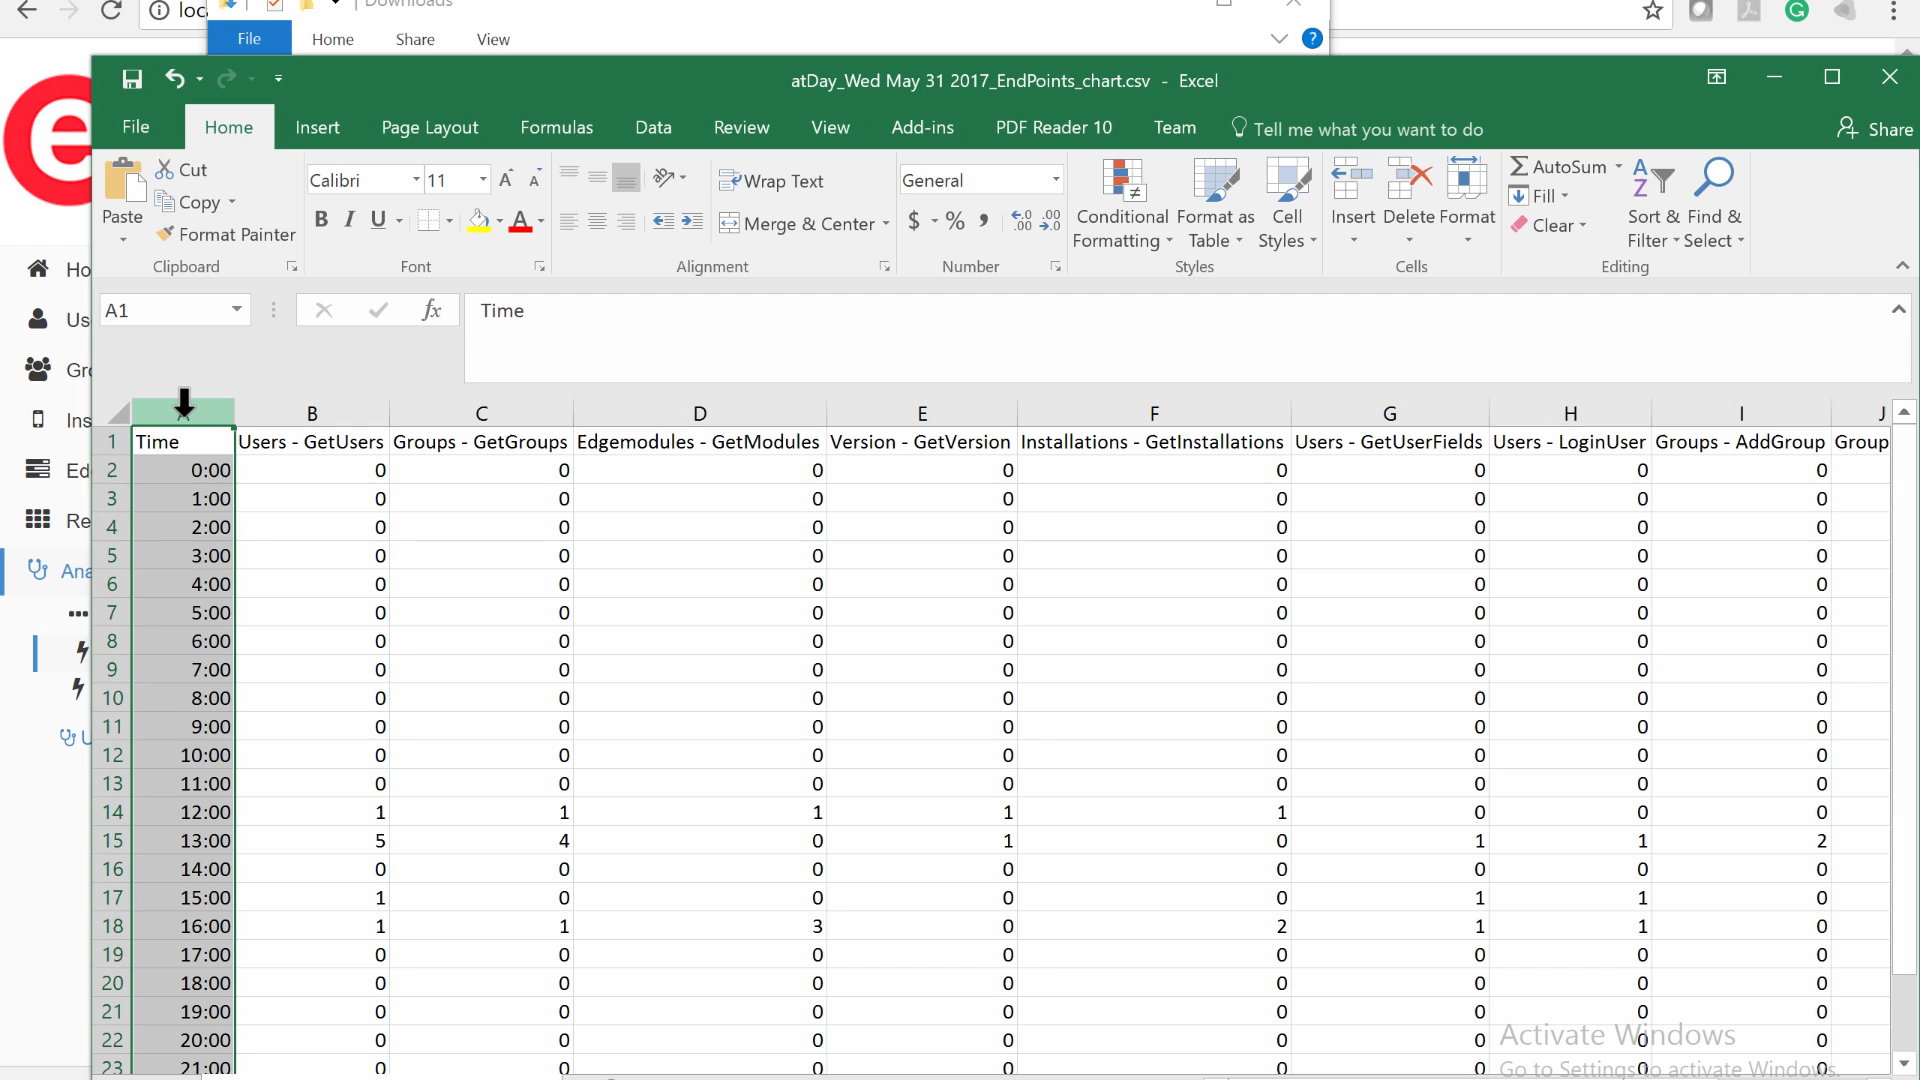 Downloads
loc
File Home Share View
atDay_Wed May 31 2017_EndPoints_chart.csv - Excel
File Home Insert Page Layout Formulas Data Review View Add-ins PDF Reader 10 Team Tell me what you want to do Share
Paste Cut Copy Format Painter Clipboard
Calibri 11 B I U Font
Wrap Text Merge & Center Alignment
General $ % , Number
Conditional Formatting Format as Table Cell Styles Styles
Insert Delete Format Cells
AutoSum Fill Clear Sort & Filter Find & Select Editing
A1 fx Time
Ho
Us
Gr
Ins
Ed
Re
Ana
U
A B C D E F G H I J
1 Time Users - GetUsers Groups - GetGroups Edgemodules - GetModules Version - GetVersion Installations - GetInstallations Users - GetUserFields Users - LoginUser Groups - AddGroup Group
2 0:00 0 0 0 0 0 0 0 0
3 1:00 0 0 0 0 0 0 0 0
4 2:00 0 0 0 0 0 0 0 0
5 3:00 0 0 0 0 0 0 0 0
6 4:00 0 0 0 0 0 0 0 0
7 5:00 0 0 0 0 0 0 0 0
8 6:00 0 0 0 0 0 0 0 0
9 7:00 0 0 0 0 0 0 0 0
10 8:00 0 0 0 0 0 0 0 0
11 9:00 0 0 0 0 0 0 0 0
12 10:00 0 0 0 0 0 0 0 0
13 11:00 0 0 0 0 0 0 0 0
14 12:00 1 1 1 1 1 0 0 0
15 13:00 5 4 0 1 0 1 1 2
16 14:00 0 0 0 0 0 0 0 0
17 15:00 1 0 0 0 0 1 1 0
18 16:00 1 1 3 0 2 1 1 0
19 17:00 0 0 0 0 0 0 0 0
20 18:00 0 0 0 0 0 0 0 0
21 19:00 0 0 0 0 0 0 0 0
22 20:00 0 0 0 0 0 0 0 0
23 21:00 0 0 0 0 0 0 0 0
Activate Windows
Go to Settings to activate Windows.